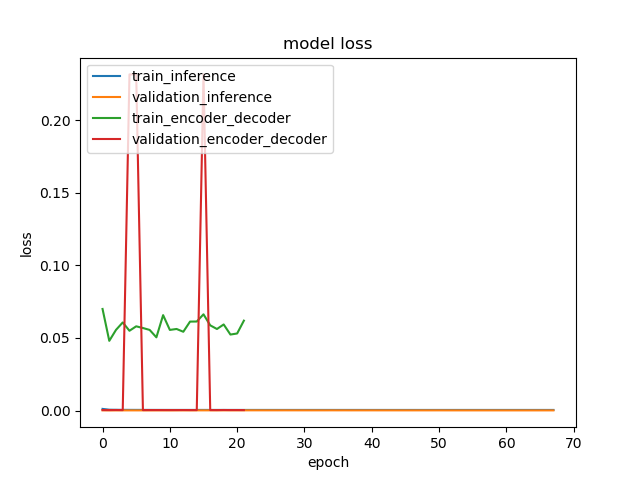 model loss
train_inference
validation_inference
train_encoder_decoder
validation_encoder_decoder
0.20
0.15
0.10
0.05
0.00
loss
0 10 20 30 40 50 60 70
epoch